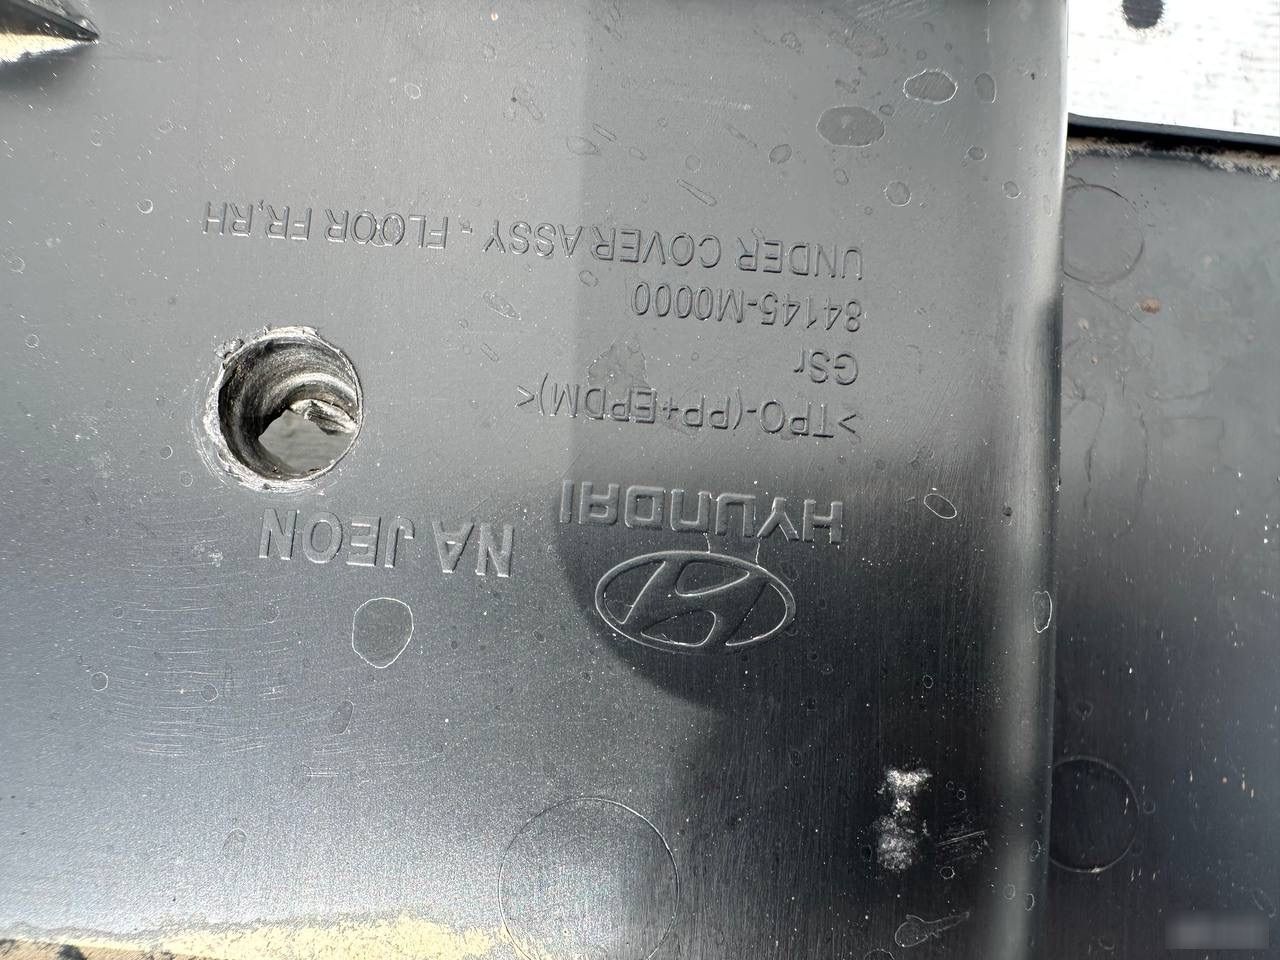 UNDER COVER ASSY - FLOOR FR,RH
84145-M0000
GSr
>TPO-(PP+EPDM)<
HYUNDAI
NA JEON